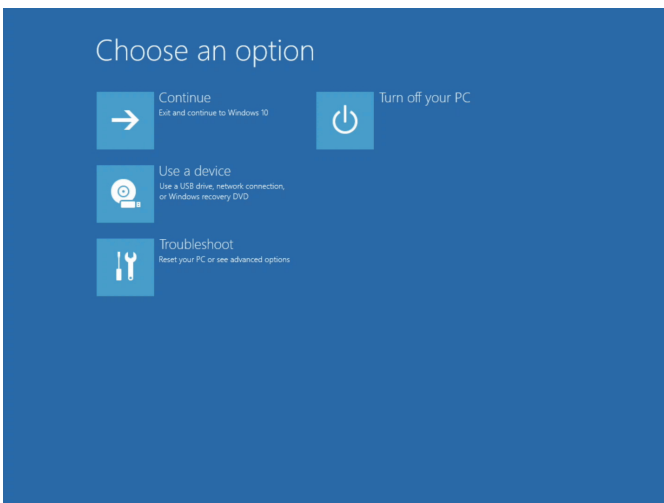 Choose an option
Continue
Exit and continue to Windows 10
Turn off your PC
Use a device
Use a USB drive, network connection,
or Windows recovery DVD
Troubleshoot
Reset your PC or see advanced options